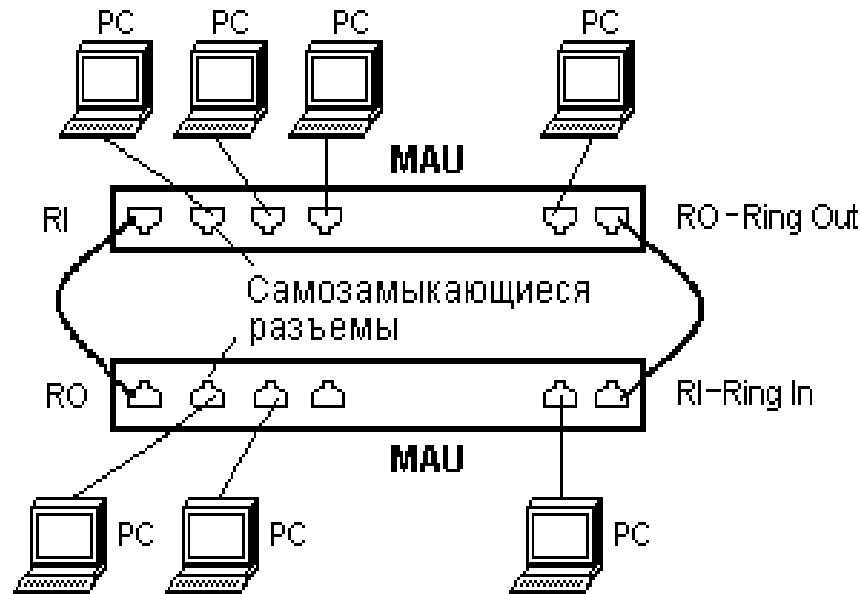 PC
PC
PC
PC
MAU
RI
RO-Ring Out
Самозамыкающиеся
разъемы
RO
RI-Ring In
MAU
PC
PC
PC